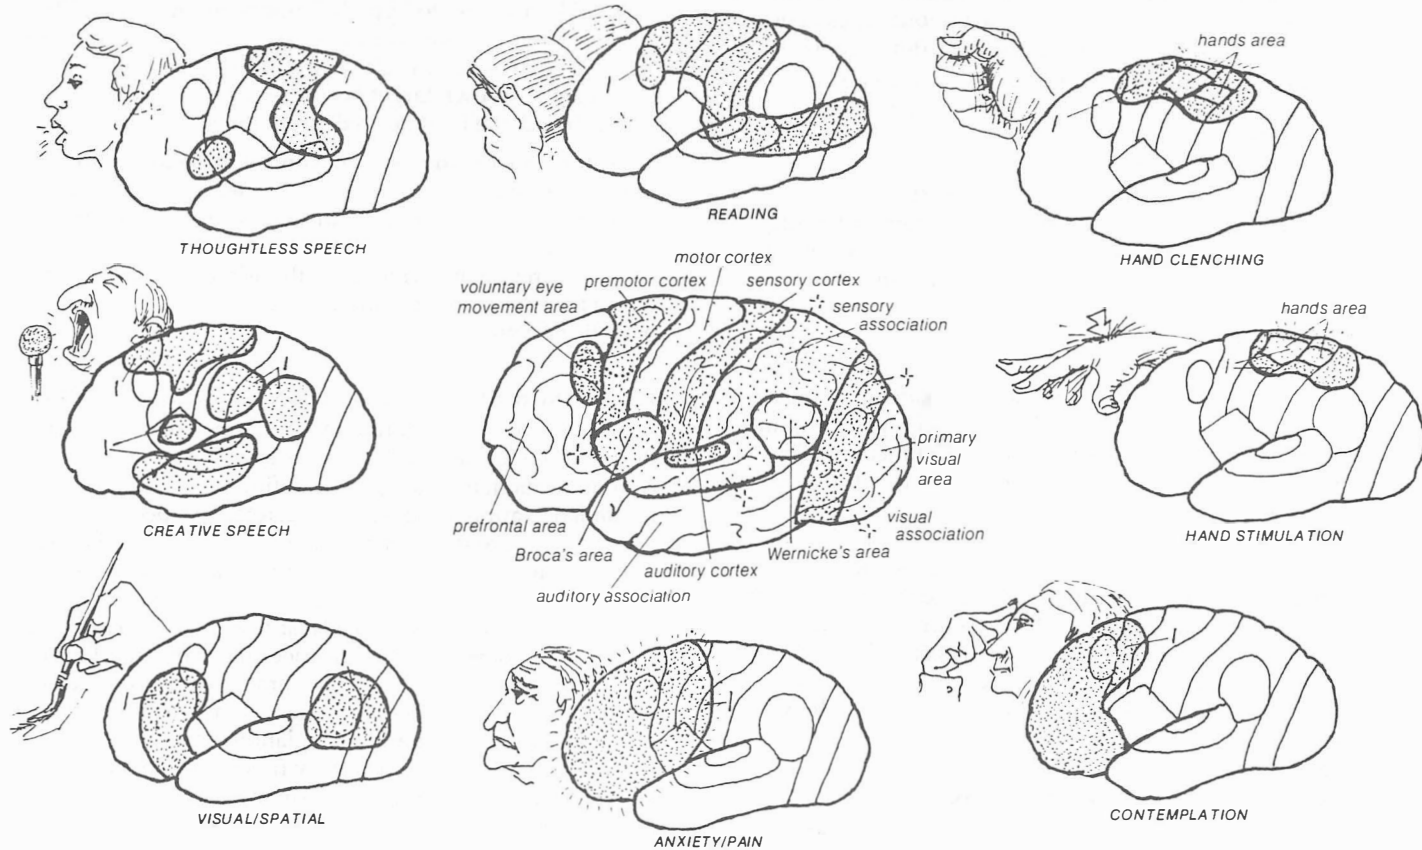 hands area
THOUGHTLESS SPEECH
READING
HAND CLENCHING
voluntary eye
movement area
premotor cortex
motor cortex
sensory cortex
sensory
association
hands area
CREATIVE SPEECH
prefrontal area
Broca's area
auditory association
auditory cortex
Wernicke's area
primary
visual
area
visual
association
HAND STIMULATION
VISUAL/SPATIAL
ANXIETY/PAIN
CONTEMPLATION